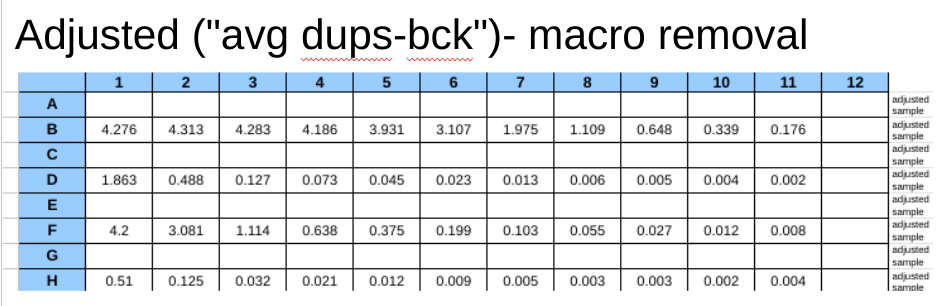 Adjusted ("avg dups-bck")- macro removal
1 2 3 4 5 6 7 8 9 10 11 12
A adjusted sample
B 4.276 4.313 4.283 4.186 3.931 3.107 1.975 1.109 0.648 0.339 0.176 adjusted sample
C adjusted sample
D 1.863 0.488 0.127 0.073 0.045 0.023 0.013 0.006 0.005 0.004 0.002 adjusted sample
E adjusted sample
F 4.2 3.081 1.114 0.638 0.375 0.199 0.103 0.055 0.027 0.012 0.008 adjusted sample
G adjusted sample
H 0.51 0.125 0.032 0.021 0.012 0.009 0.005 0.003 0.003 0.002 0.004 adjusted sample